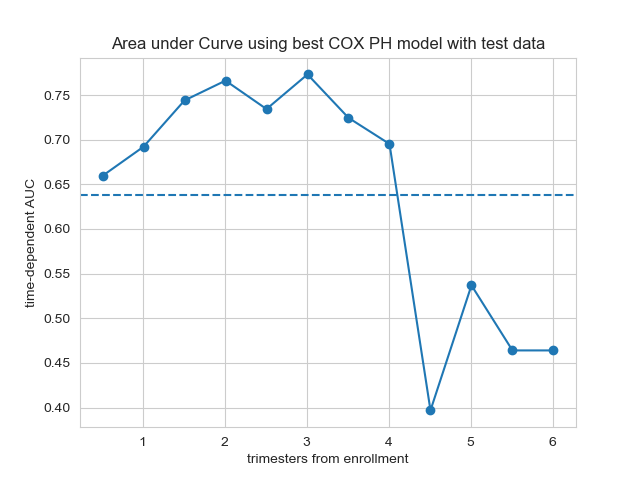 Area under Curve using best COX PH model with test data
time-dependent AUC
0.75
0.70
0.65
0.60
0.55
0.50
0.45
0.40
1 2 3 4 5 6
trimesters from enrollment